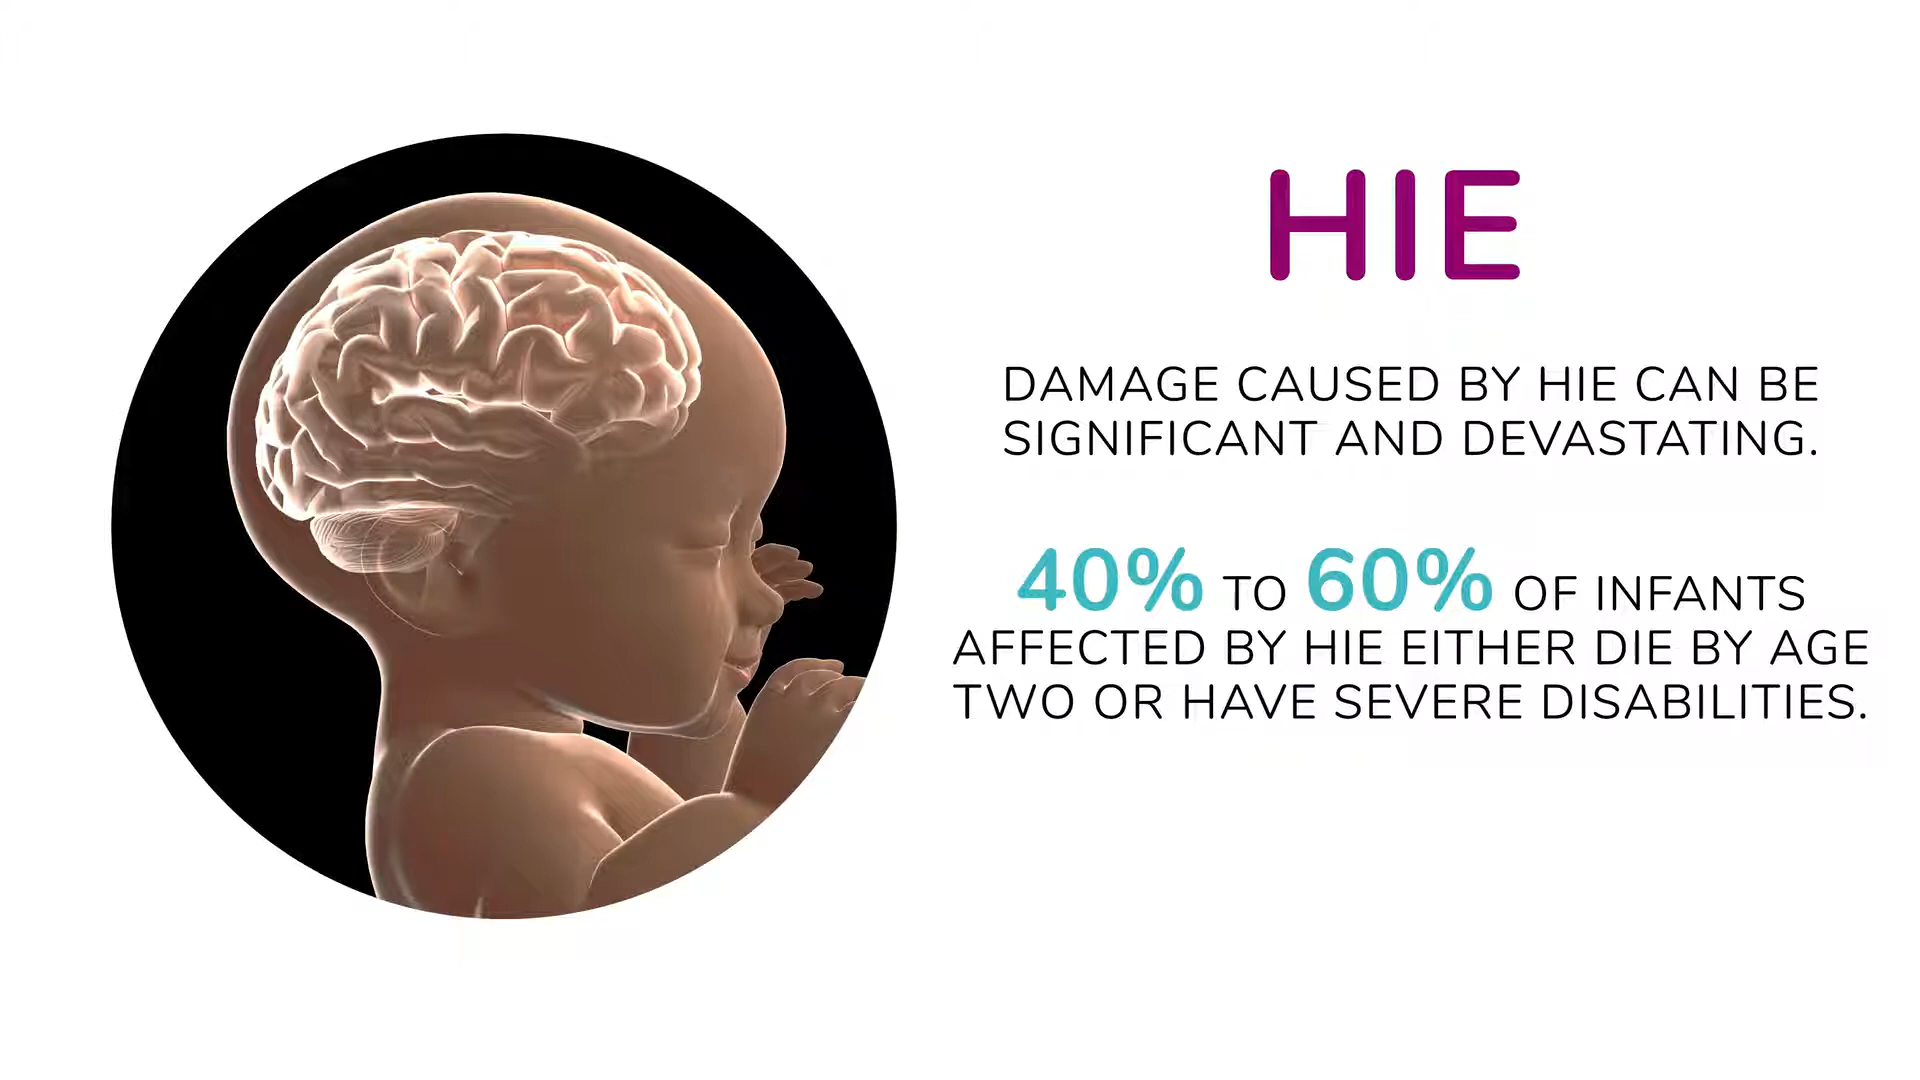 HIE
DAMAGE CAUSED BY HIE CAN BE
SIGNIFICANT AND DEVASTATING.
40% TO 60% OF INFANTS
AFFECTED BY HIE EITHER DIE BY AGE
TWO OR HAVE SEVERE DISABILITIES.